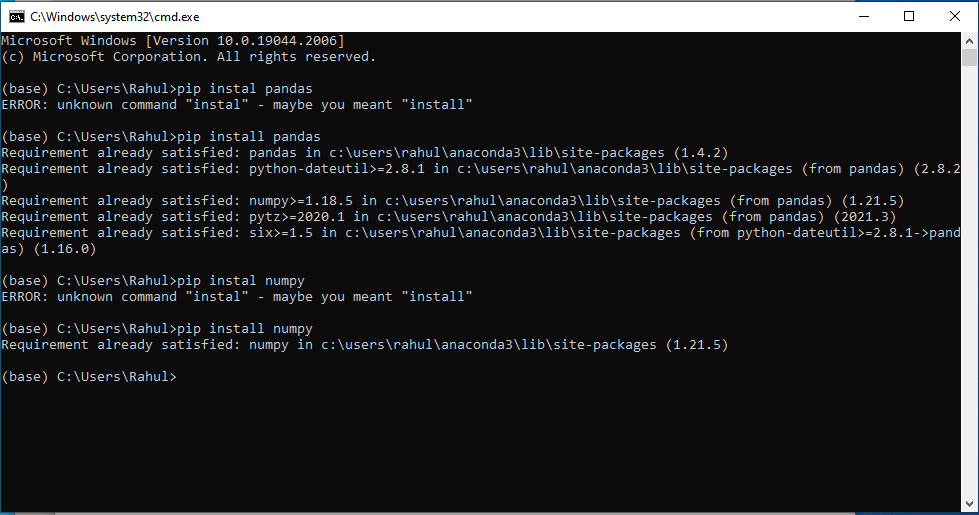 C:\Windows\system32\cmd.exe
Microsoft Windows [Version 10.0.19044.2006]
(c) Microsoft Corporation. All rights reserved.
(base) C:\Users\Rahul>pip instal pandas
ERROR: unknown command "instal" - maybe you meant "install"
(base) C:\Users\Rahul>pip install pandas
Requirement already satisfied: pandas in c:\users\rahul\anaconda3\lib\site-packages (1.4.2)
Requirement already satisfied: python-dateutil>=2.8.1 in c:\users\rahul\anaconda3\lib\site-packages (from pandas) (2.8.2
)
Requirement already satisfied: numpy>=1.18.5 in c:\users\rahul\anaconda3\lib\site-packages (from pandas) (1.21.5)
Requirement already satisfied: pytz>=2020.1 in c:\users\rahul\anaconda3\lib\site-packages (from pandas) (2021.3)
Requirement already satisfied: six>=1.5 in c:\users\rahul\anaconda3\lib\site-packages (from python-dateutil>=2.8.1->pand
as) (1.16.0)
(base) C:\Users\Rahul>pip instal numpy
ERROR: unknown command "instal" - maybe you meant "install"
(base) C:\Users\Rahul>pip install numpy
Requirement already satisfied: numpy in c:\users\rahul\anaconda3\lib\site-packages (1.21.5)
(base) C:\Users\Rahul>